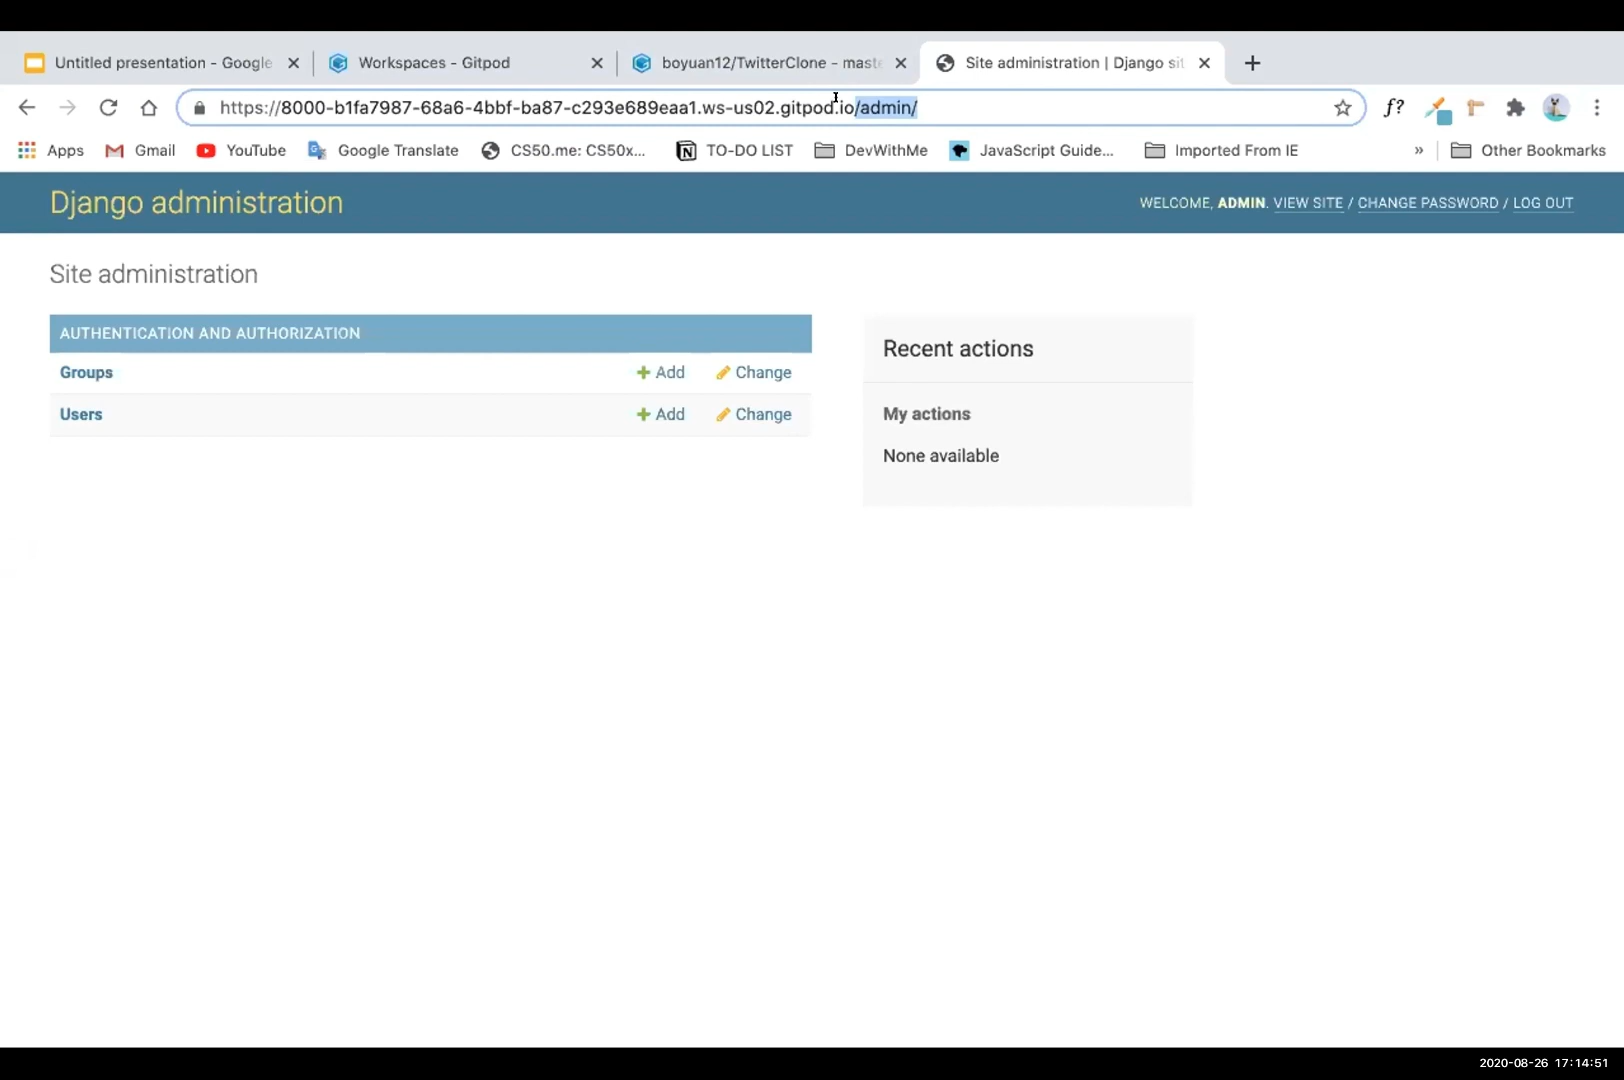 Untitled presentation - Google
Workspaces - Gitpod
boyuan12/TwitterClone - mast
Site administration | Django sit
https://8000-b1fa7987-68a6-4bbf-ba87-c293e689eaa1.ws-us02.gitpod.io/admin/
f?
Apps
Gmail
YouTube
Google Translate
CS50.me: CS50x...
TO-DO LIST
DevWithMe
JavaScript Guide...
Imported From IE
»
Other Bookmarks
Django administration
WELCOME, ADMIN. VIEW SITE / CHANGE PASSWORD / LOG OUT
Site administration
AUTHENTICATION AND AUTHORIZATION
Groups
Add
Change
Users
Add
Change
Recent actions
My actions
None available
2020-08-26 17:14:51